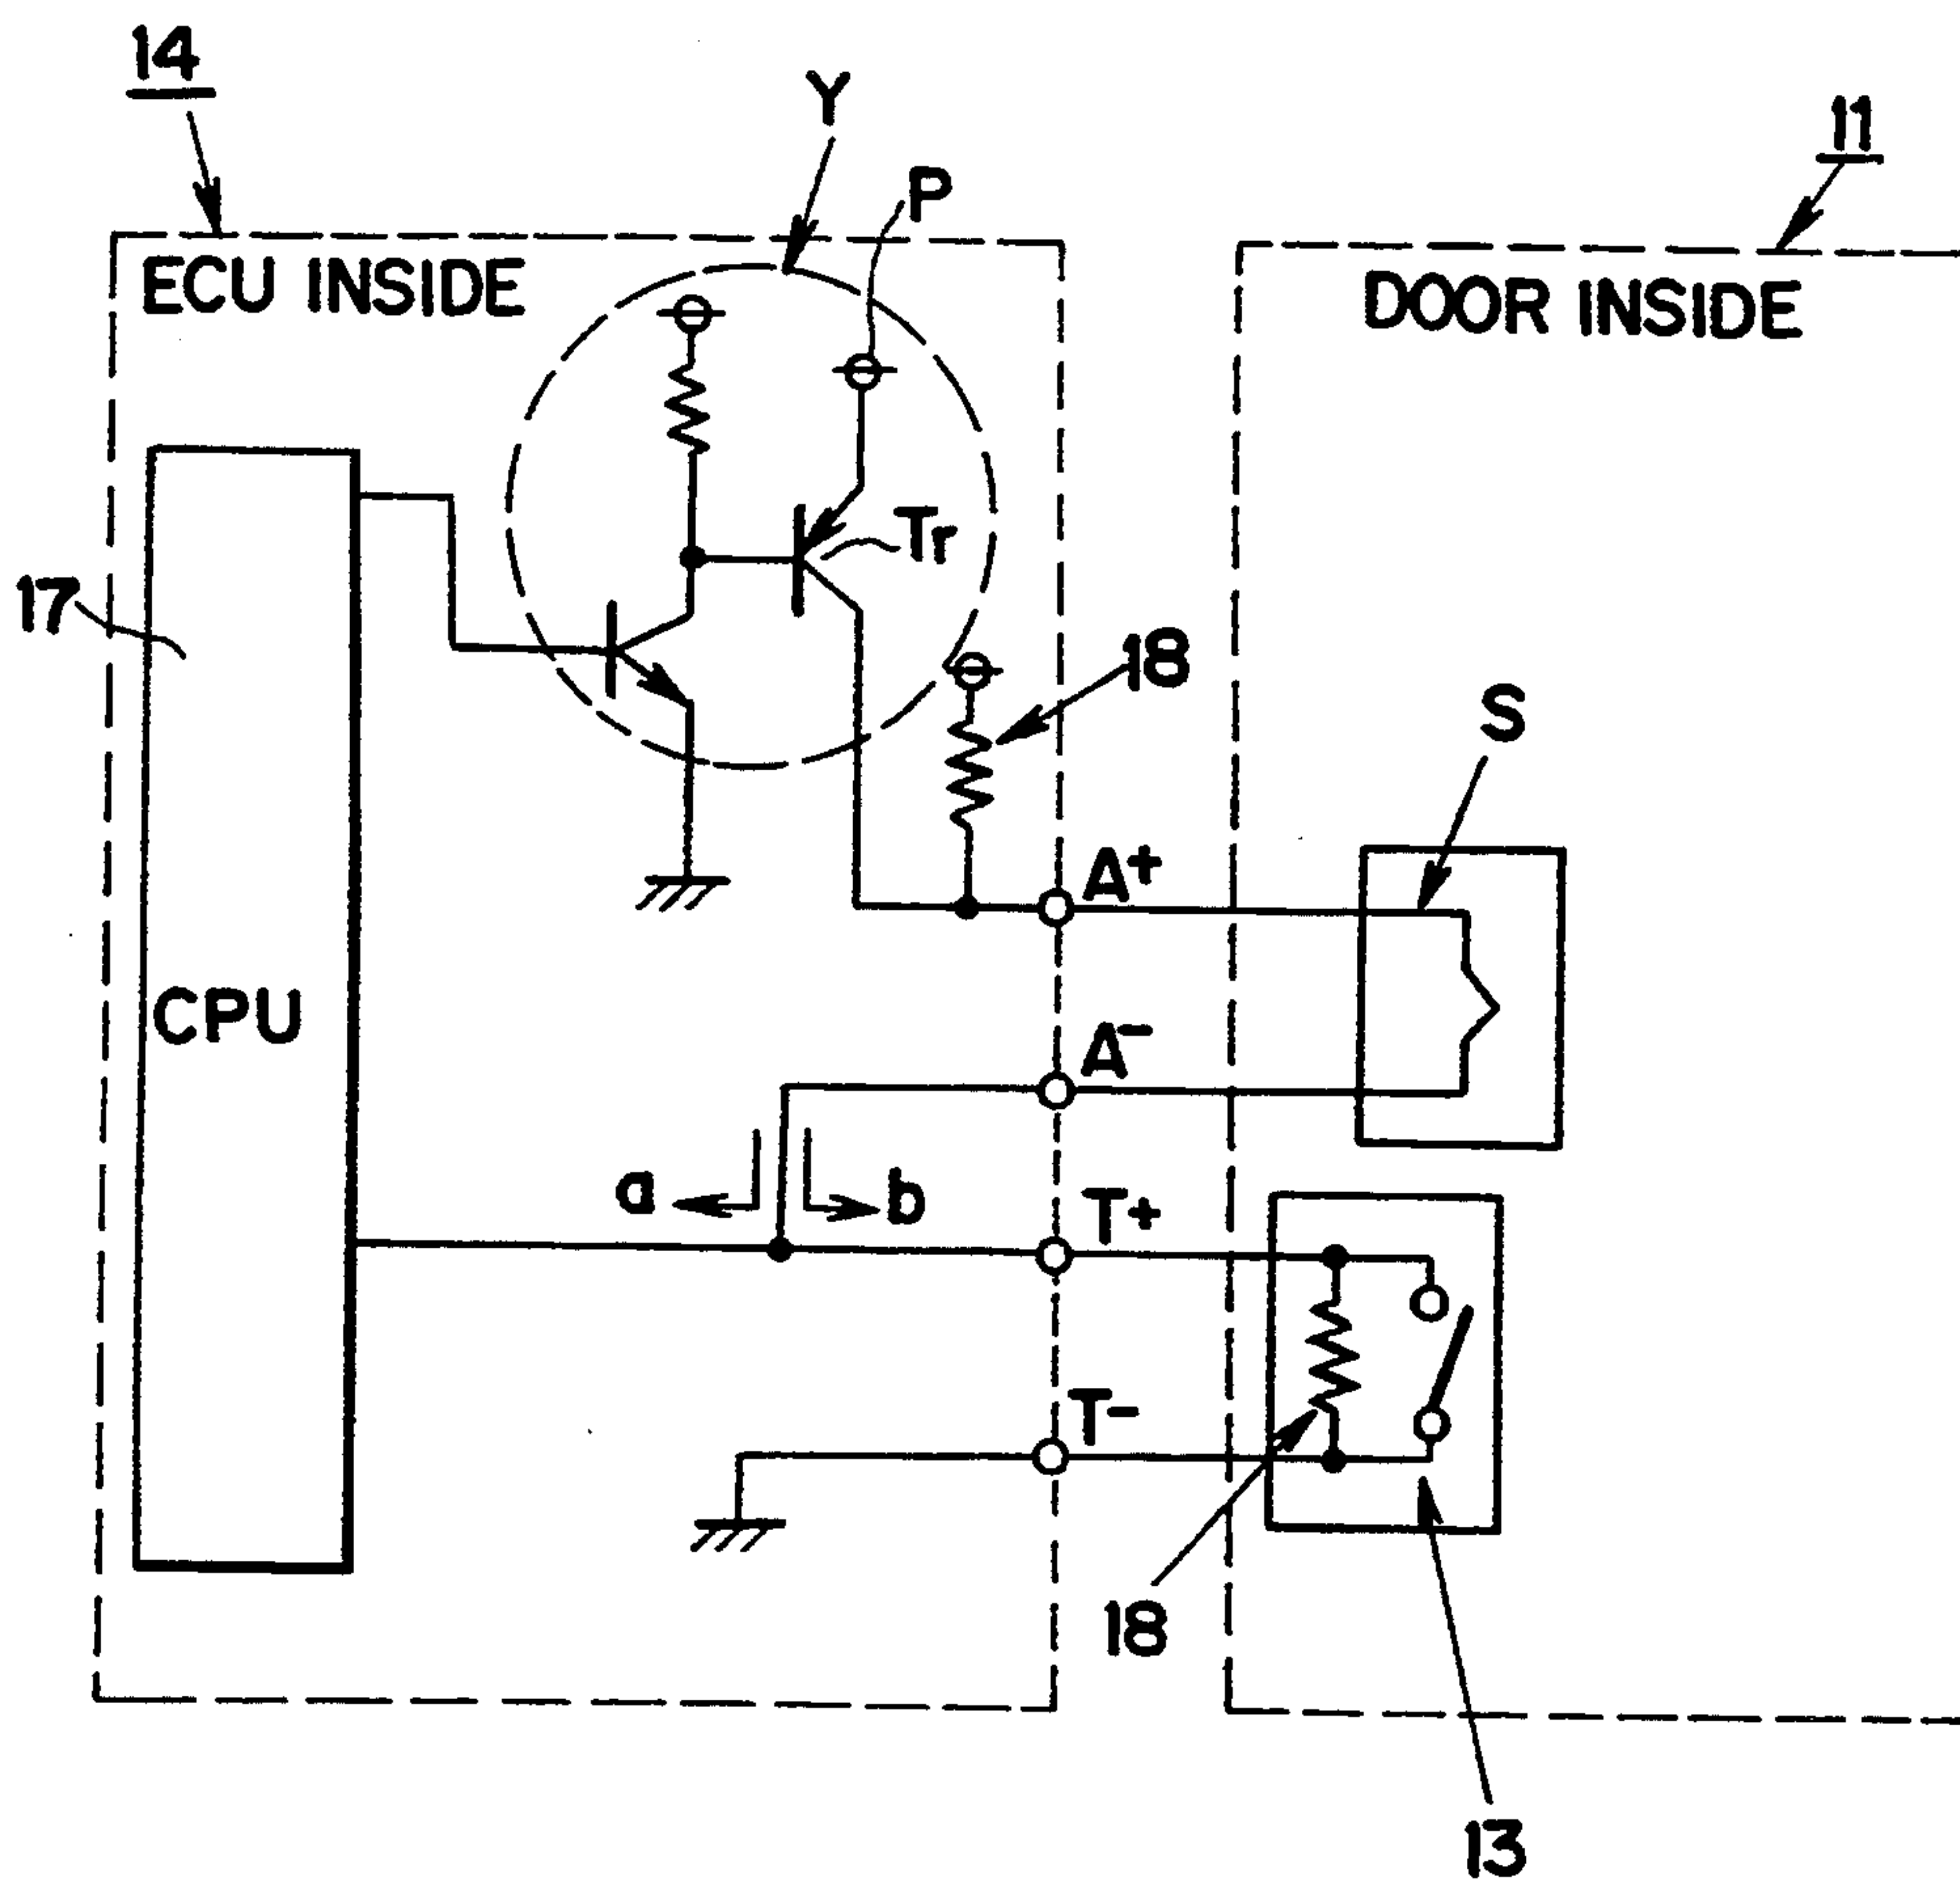 14
Y
P
11
ECU INSIDE
DOOR INSIDE
Tr
17
18
S
A+
CPU
A-
a
b
T+
T-
18
13